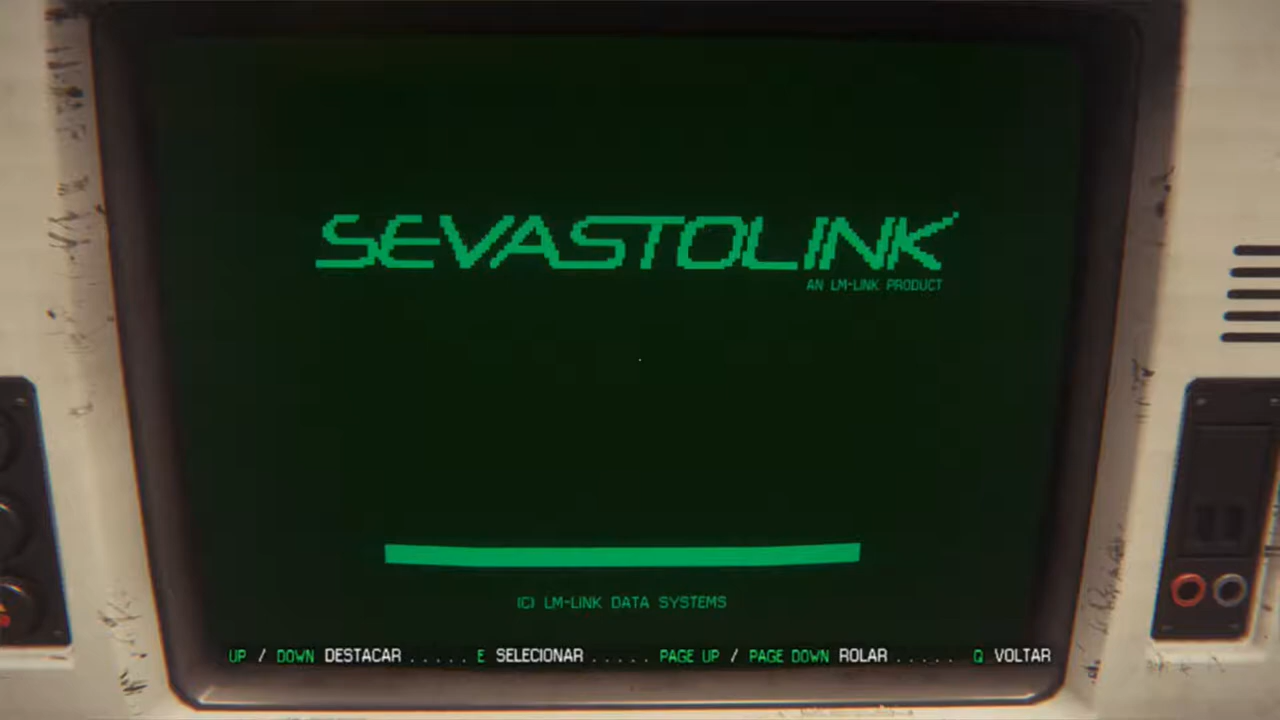 SEVASTOLINK
AN LM-LINK PRODUCT
(C) LM-LINK DATA SYSTEMS
UP / DOWN DESTACAR ..... E SELECIONAR ..... PAGE UP / PAGE DOWN ROLAR ..... Q VOLTAR